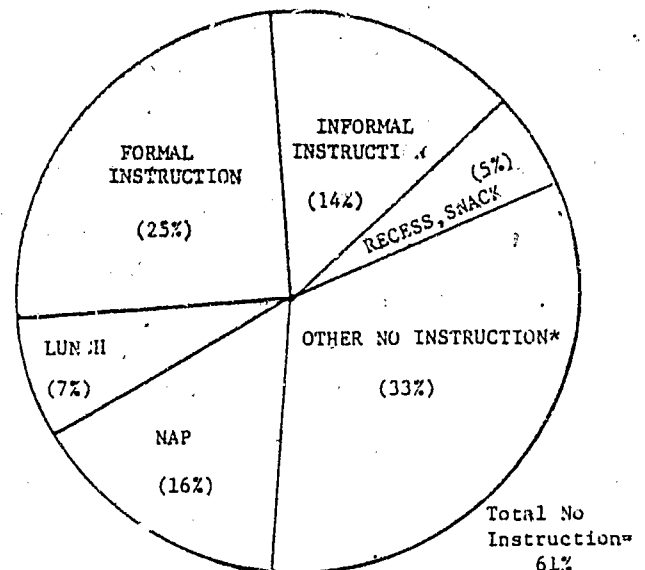 FORMAL
INSTRUCTION
(25%)
INFORMAL
INSTRUCTI
(14%)
(5%)
RECESS, SNACK
OTHER NO INSTRUCTION*
(33%)
LUN H
(7%)
NAP
(16%)
Total No
Instruction=
61%